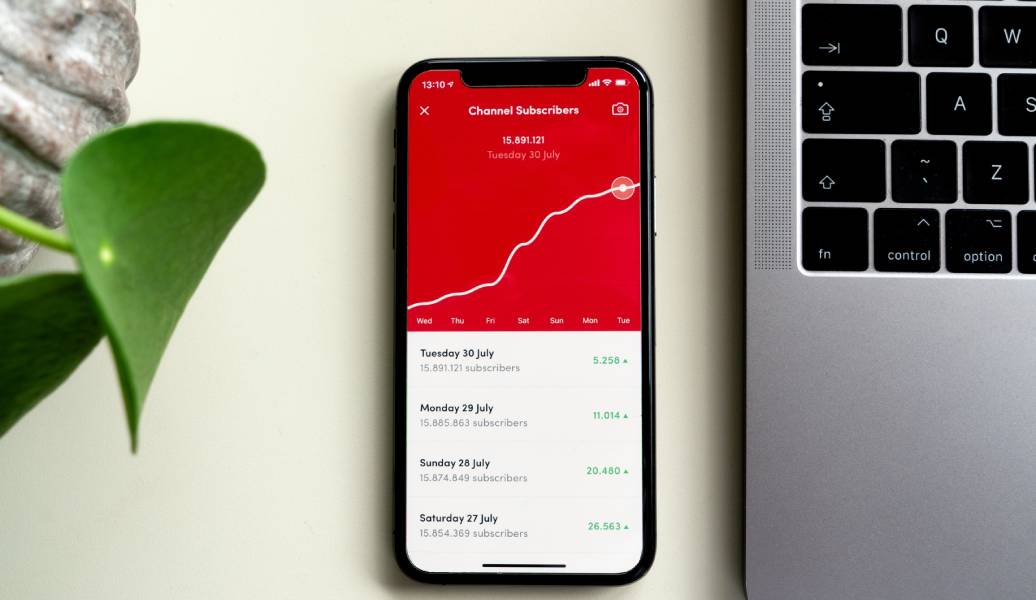 13:10
Channel Subscribers
15.891.121
Tuesday 30 July
Wed Thu Fri Sat Sun Mon Tue
Tuesday 30 July
15.891.121 subscribers
5.258
Monday 29 July
15.885.863 subscribers
11.014
Sunday 28 July
15.874.849 subscribers
20.480
Saturday 27 July
15.854.369 subscribers
26.563
Q W
A S
~
`
Z
fn control option